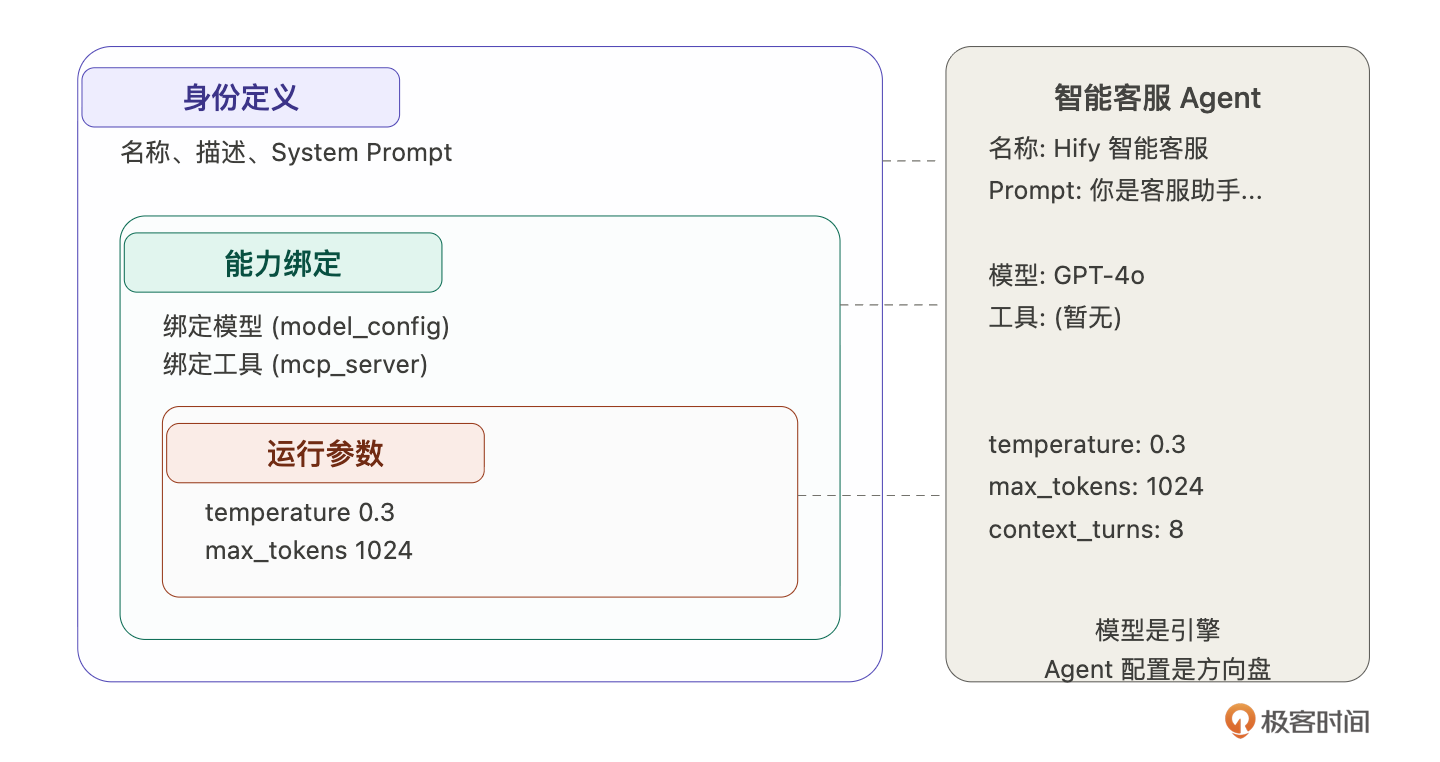 身份定义
名称、描述、System Prompt
能力绑定
绑定模型 (model_config)
绑定工具 (mcp_server)
运行参数
temperature 0.3
max_tokens 1024
智能客服 Agent
名称: Hify 智能客服
Prompt: 你是客服助手...
模型: GPT-4o
工具: (暂无)
temperature: 0.3
max_tokens: 1024
context_turns: 8
模型是引擎
Agent 配置是方向盘
极客时间